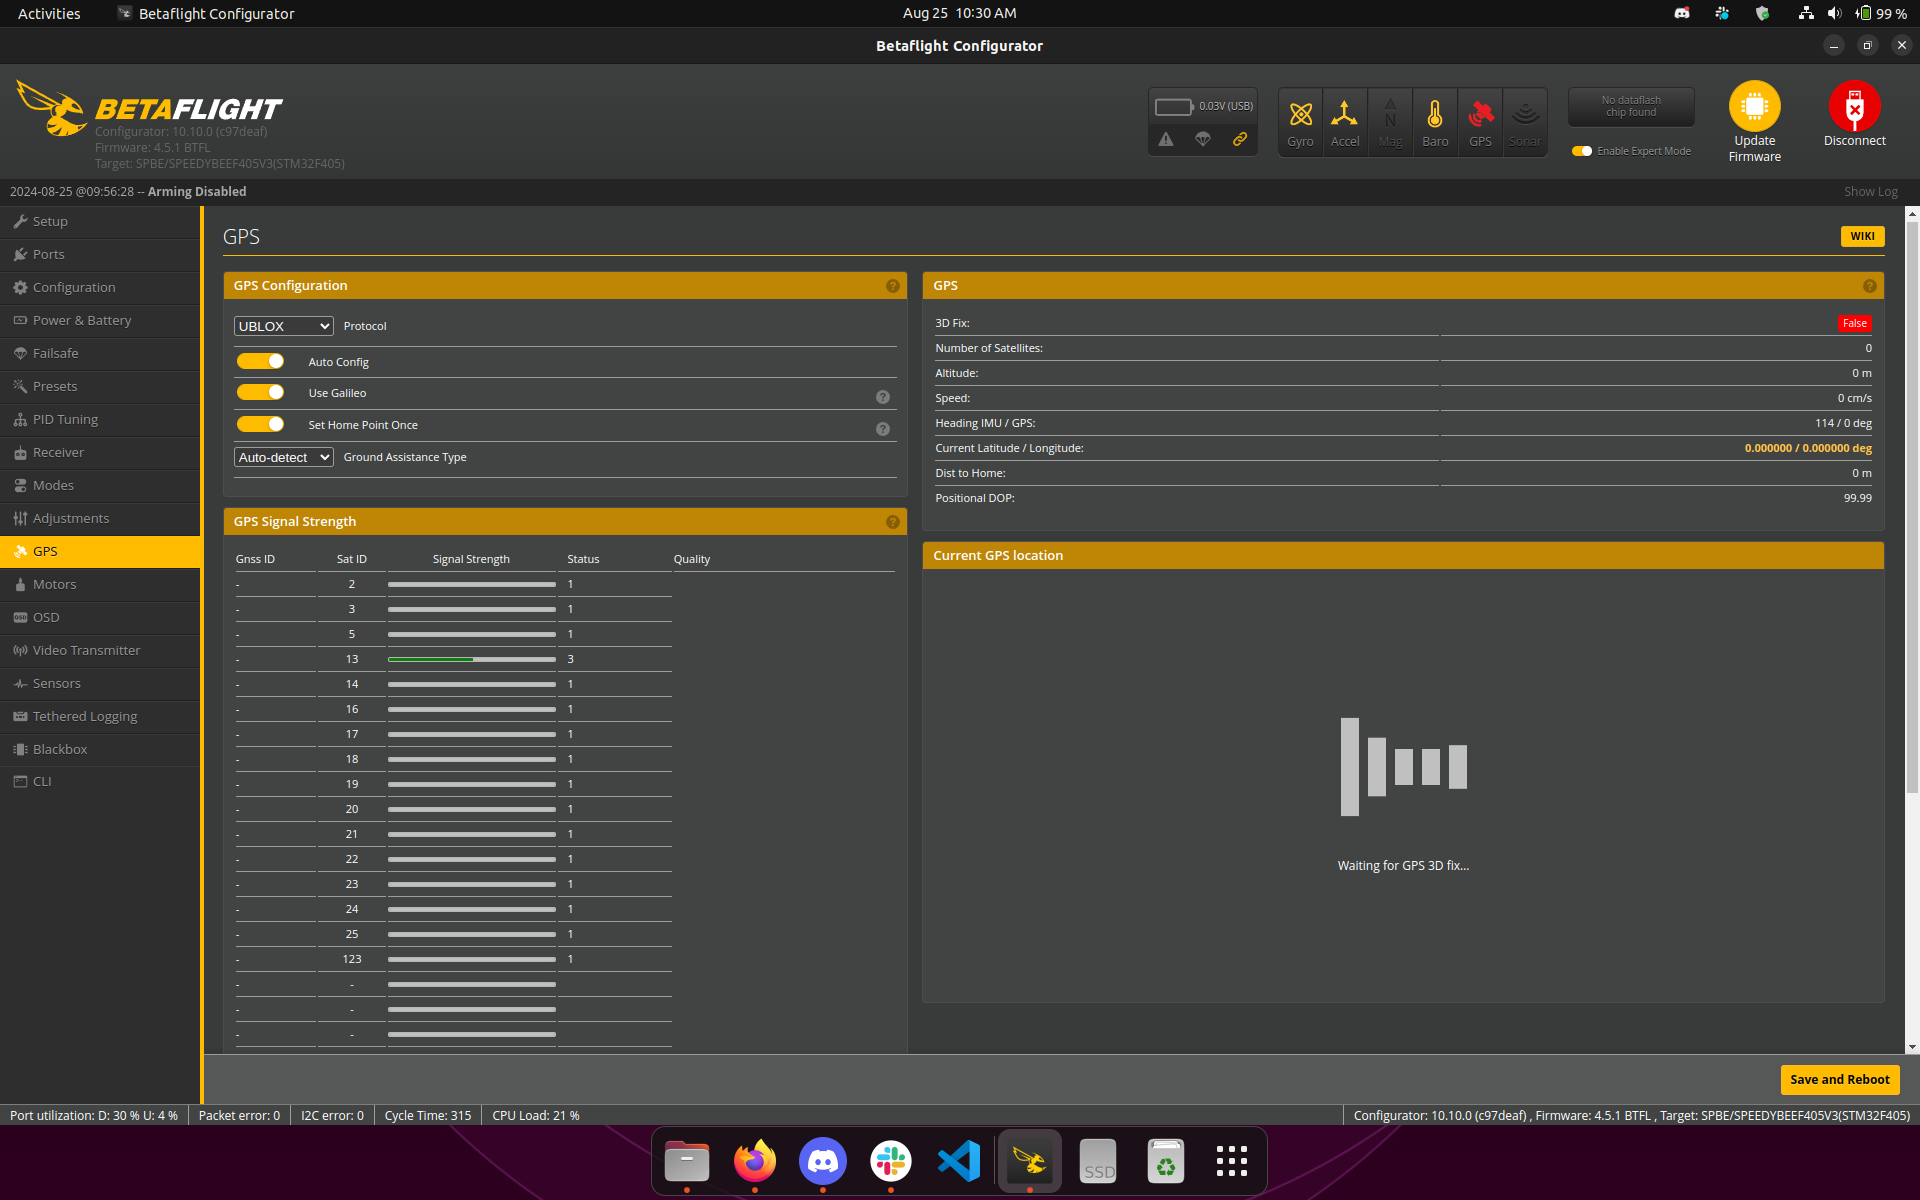 Activities
Betaflight Configurator
Aug 25 10:30 AM
99 %
Betaflight Configurator
BETAFLIGHT
Configurator: 10.10.0 (c97deaf)
Firmware: 4.5.1 BTFL
Target: SPBE/SPEEDYBEEF405V3(STM32F405)
0.03V (USB)
Gyro
Accel
N
Mag
Baro
GPS
Sonar
No dataflash
chip found
Enable Expert Mode
Update
Firmware
Disconnect
2024-08-25 @09:56:28 -- Arming Disabled
Show Log
Setup
Ports
Configuration
Power & Battery
Failsafe
Presets
PID Tuning
Receiver
Modes
Adjustments
GPS
Motors
OSD
Video Transmitter
Sensors
Tethered Logging
Blackbox
CLI
GPS
WIKI
GPS Configuration
UBLOX Protocol
Auto Config
Use Galileo
Set Home Point Once
Auto-detect Ground Assistance Type
GPS Signal Strength
Gnss ID Sat ID Signal Strength Status Quality
- 2 1
- 3 1
- 5 1
- 13 3
- 14 1
- 16 1
- 17 1
- 18 1
- 19 1
- 20 1
- 21 1
- 22 1
- 23 1
- 24 1
- 25 1
- 123 1
- -
- -
- -
GPS
3D Fix: False
Number of Satellites: 0
Altitude: 0 m
Speed: 0 cm/s
Heading IMU / GPS: 114 / 0 deg
Current Latitude / Longitude: 0.000000 / 0.000000 deg
Dist to Home: 0 m
Positional DOP: 99.99
Current GPS location
Waiting for GPS 3D fix...
Save and Reboot
Port utilization: D: 30 % U: 4 %
Packet error: 0
I2C error: 0
Cycle Time: 315
CPU Load: 21 %
Configurator: 10.10.0 (c97deaf) , Firmware: 4.5.1 BTFL , Target: SPBE/SPEEDYBEEF405V3(STM32F405)
SSD